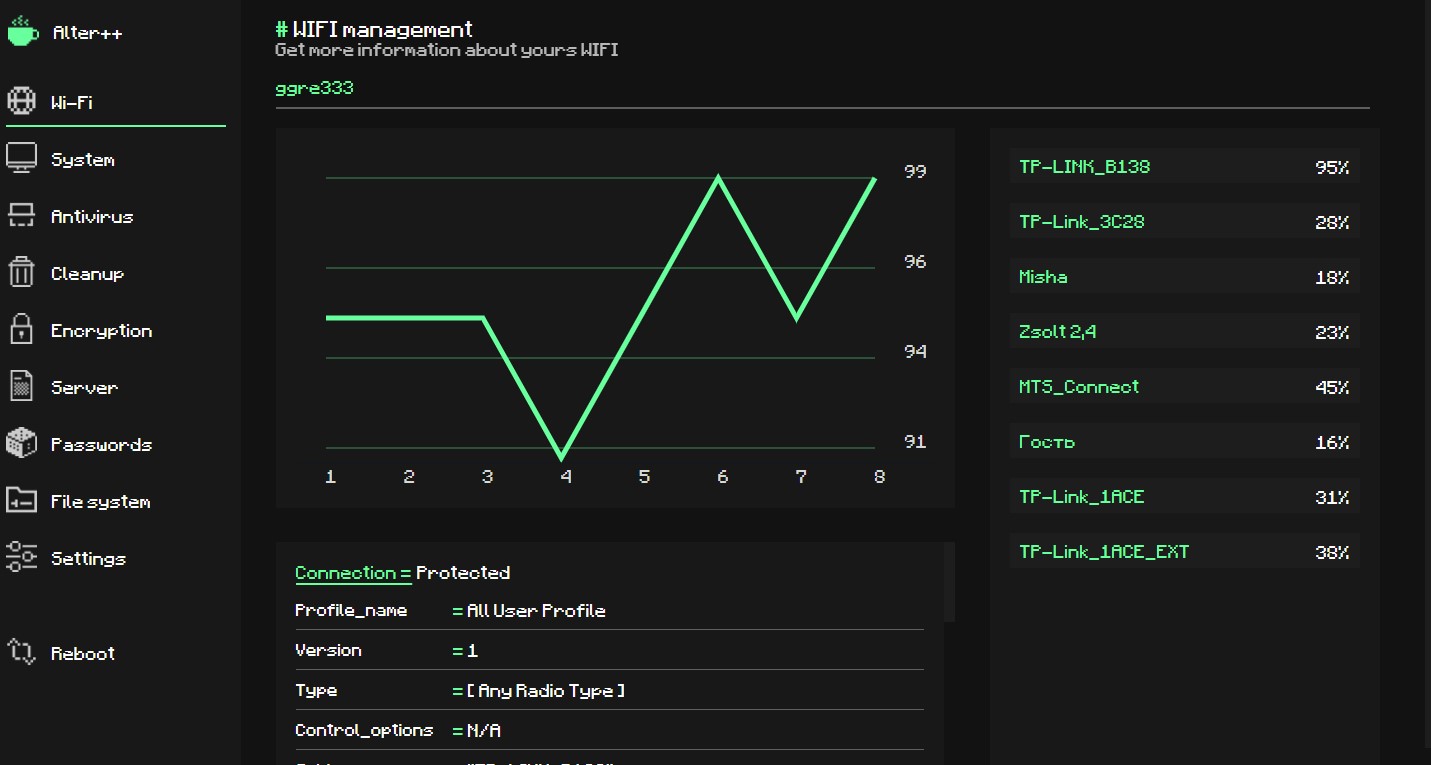 Alter++
Wi-Fi
System
Antivirus
Cleanup
Encryption
Server
Passwords
File system
Settings
Reboot
# WIFI management
Get more information about yours WIFI
ggre333
99
96
94
91
1 2 3 4 5 6 7 8
Connection = Protected
Profile_name = All User Profile
Version = 1
Type = [ Any Radio Type ]
Control_options = N/A
TP-LINK_B138 95%
TP-Link_3C28 28%
Misha 18%
Zsolt 2,4 23%
MTS_Connect 45%
Гость 16%
TP-Link_1ACE 31%
TP-Link_1ACE_EXT 38%